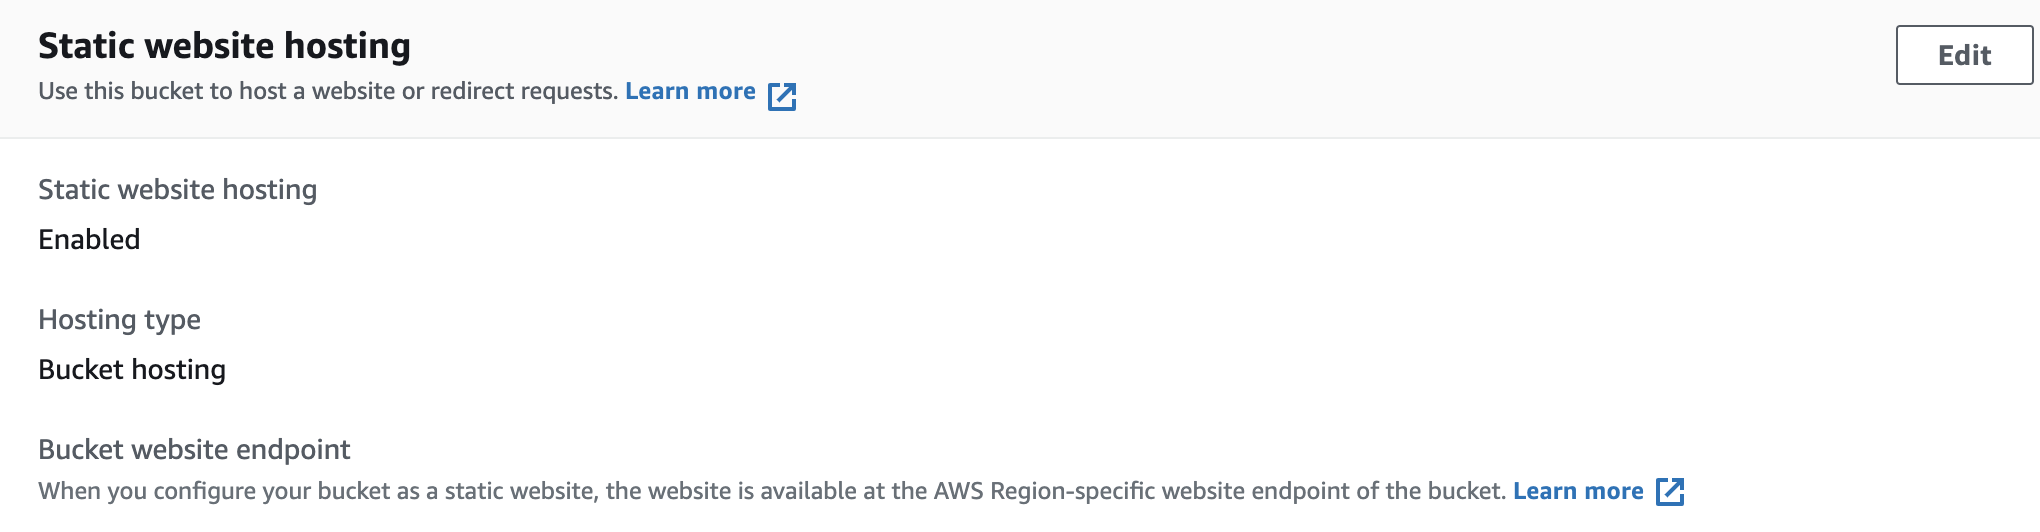 Static website hosting
Edit
Use this bucket to host a website or redirect requests. Learn more
Static website hosting
Enabled
Hosting type
Bucket hosting
Bucket website endpoint
When you configure your bucket as a static website, the website is available at the AWS Region-specific website endpoint of the bucket. Learn more